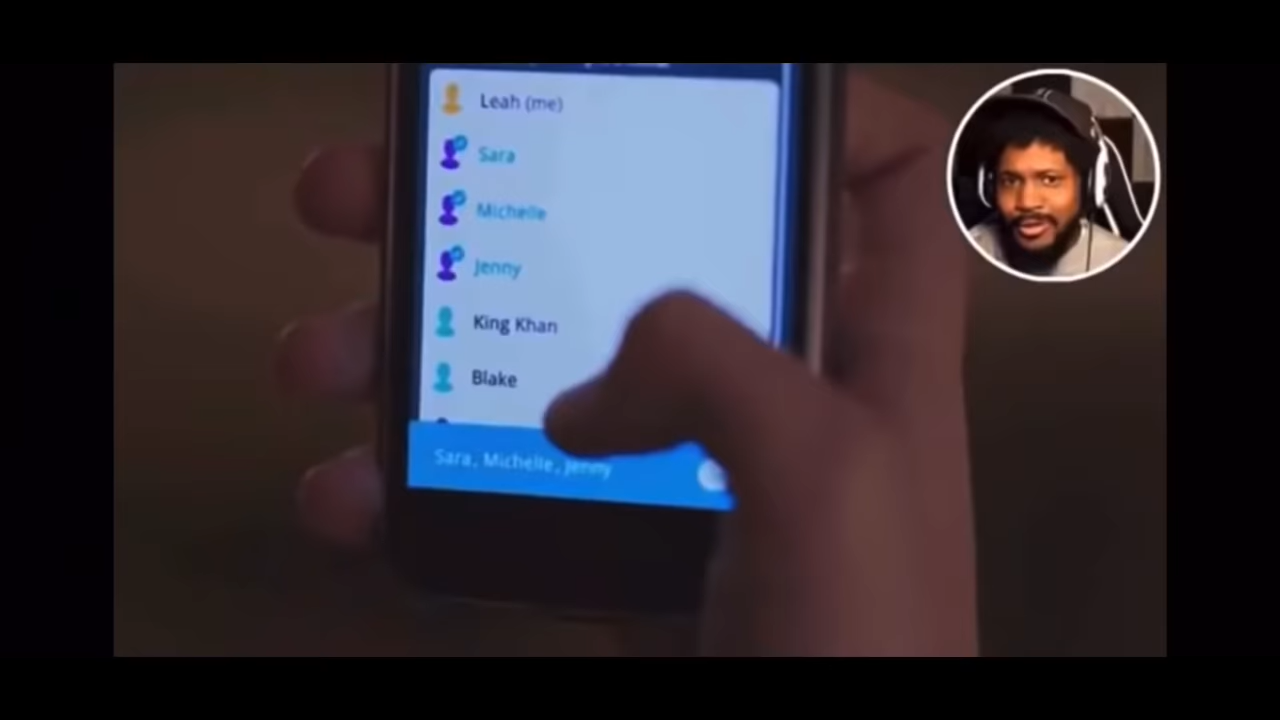 Leah (me)
Sara
Michelle
Jenny
King Khan
Blake
Sara, Michelle, Jenny